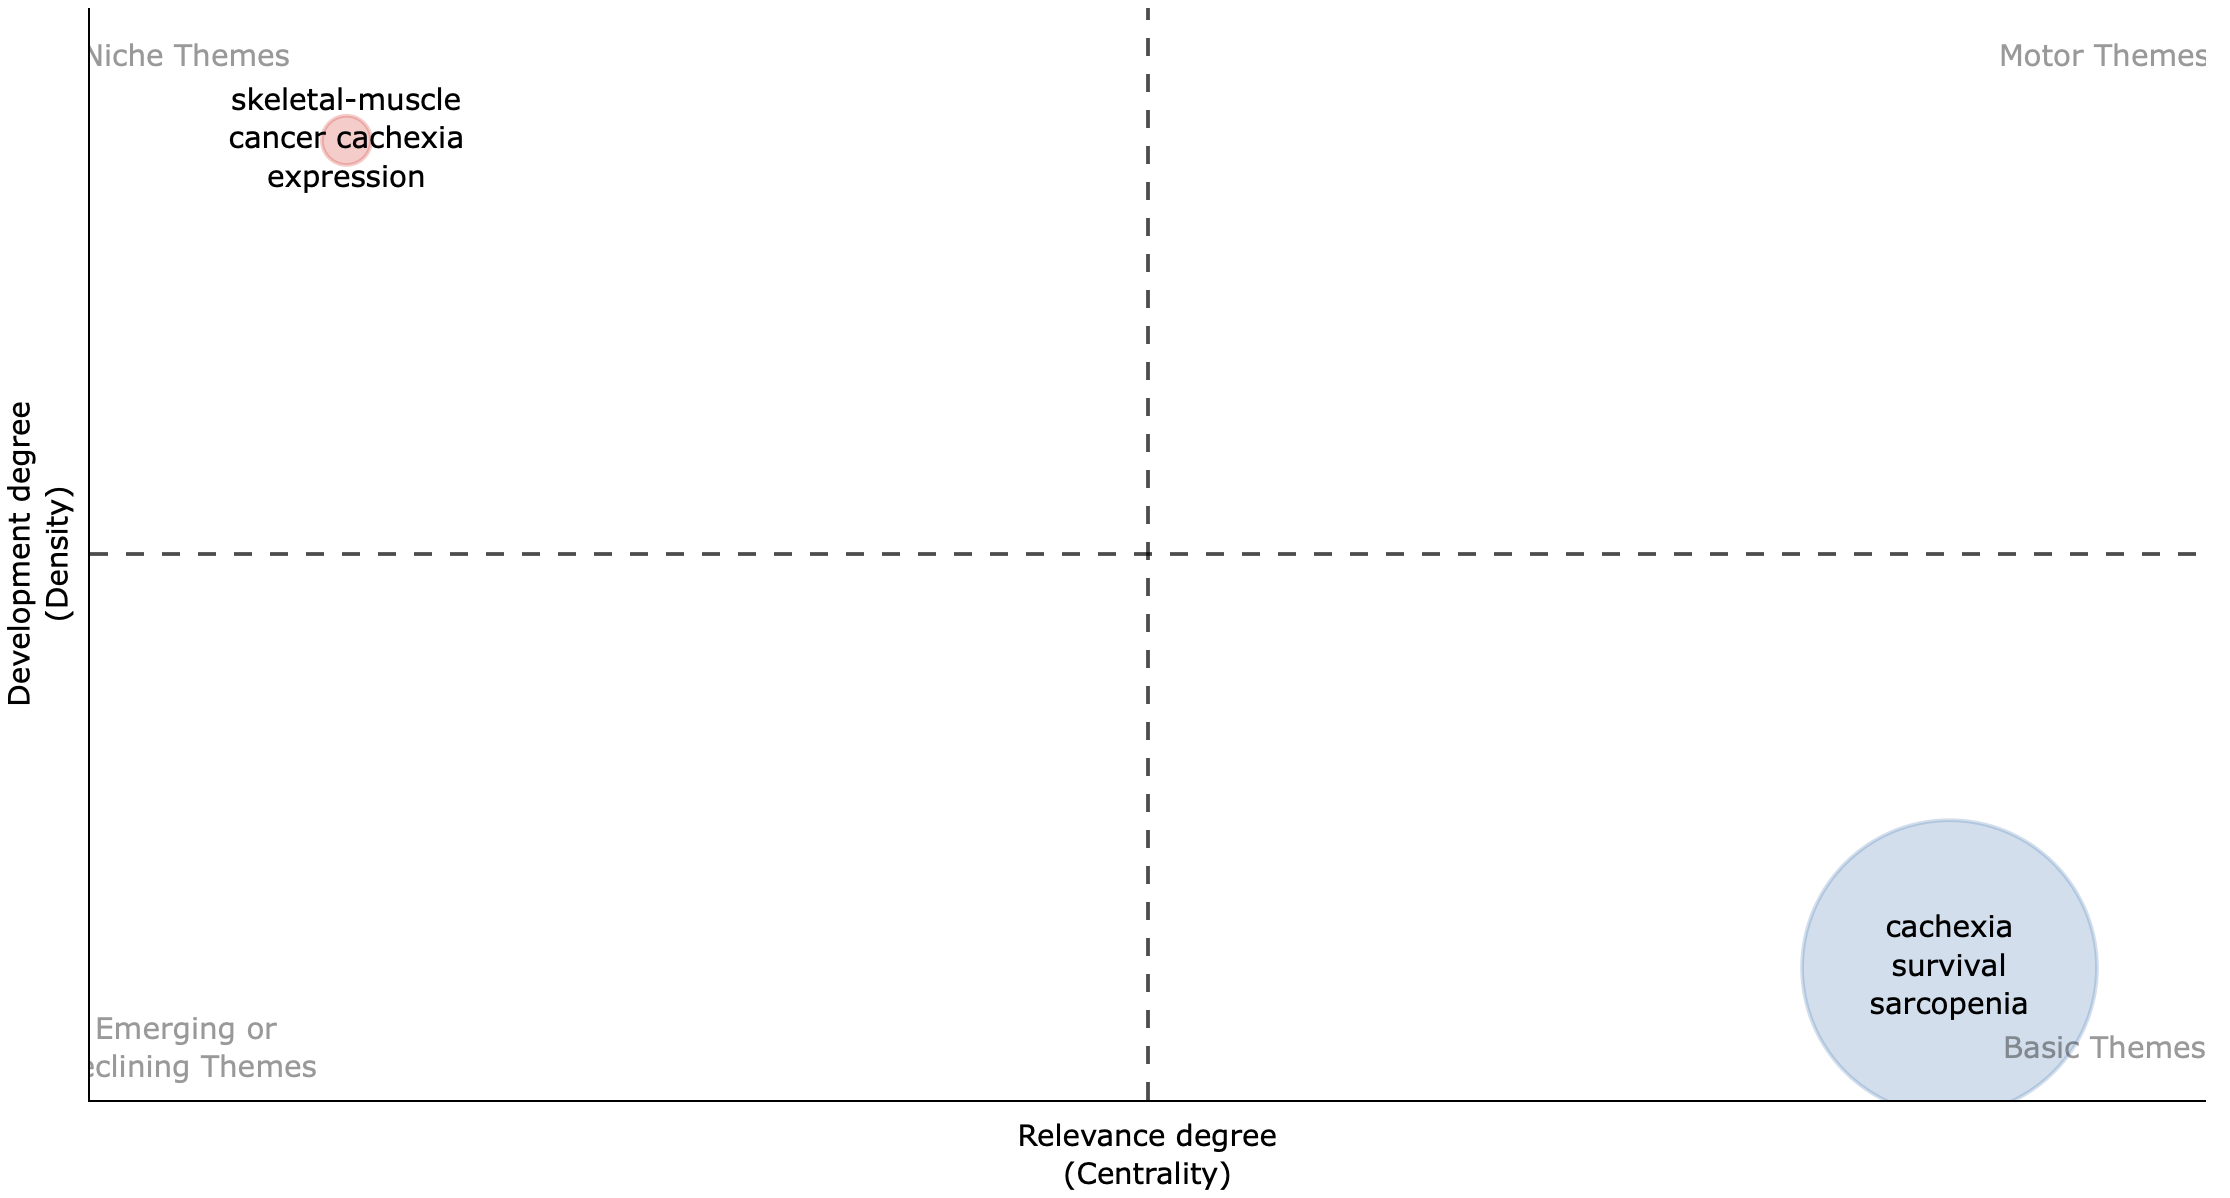 Niche Themes
Motor Themes
skeletal-muscle
cancer cachexia
expression
Development degree
(Density)
cachexia
survival
sarcopenia
Emerging or
eclining Themes
Basic Themes
Relevance degree
(Centrality)